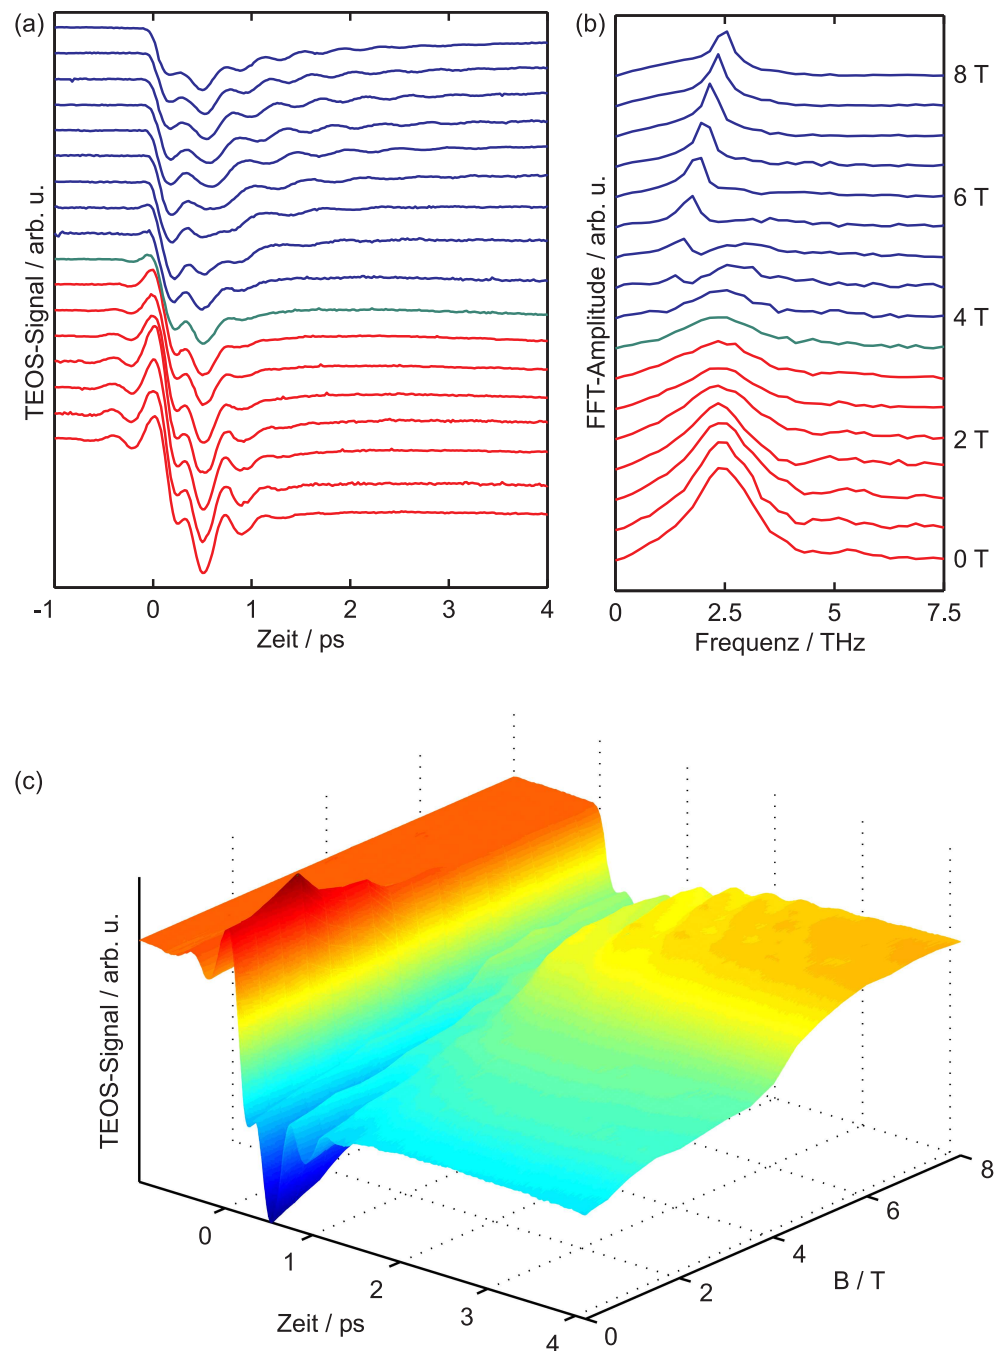 (a)
TEOS-Signal / arb. u.
-1 0 1 2 3 4
Zeit / ps
(b)
FFT-Amplitude / arb. u.
8 T
6 T
4 T
2 T
0 T
0 2.5 5 7.5
Frequenz / THz
(c)
TEOS-Signal / arb. u.
0 1 2 3 4
Zeit / ps
0 2 4 6 8
B / T